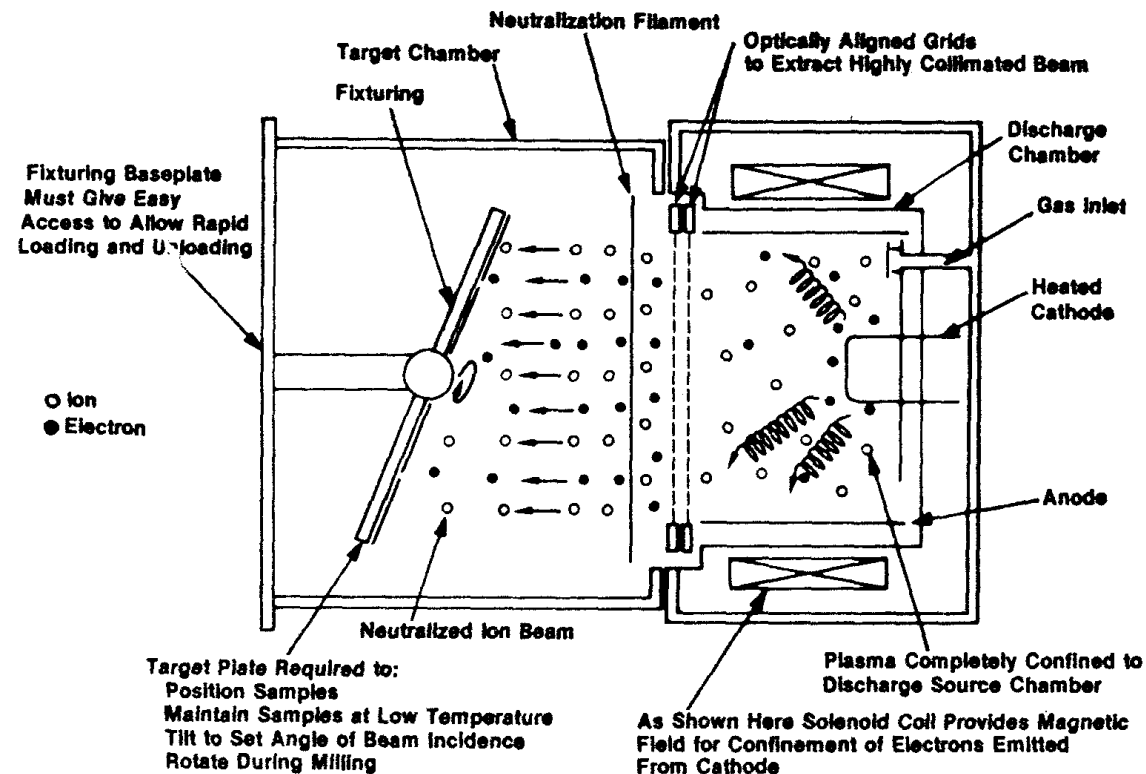 Neutralization Filament
Target Chamber
Fixturing
Optically Aligned Grids
to Extract Highly Collimated Beam
Discharge
Chamber
Fixturing Baseplate
Must Give Easy
Access to Allow Rapid
Loading and Unloading
Gas Inlet
Heated
Cathode
Ion
Electron
Anode
Neutralized Ion Beam
Target Plate Required to:
Position Samples
Maintain Samples at Low Temperature
Tilt to Set Angle of Beam Incidence
Rotate During Milling
Plasma Completely Confined to
Discharge Source Chamber
As Shown Here Solenoid Coil Provides Magnetic
Field for Confinement of Electrons Emitted
From Cathode